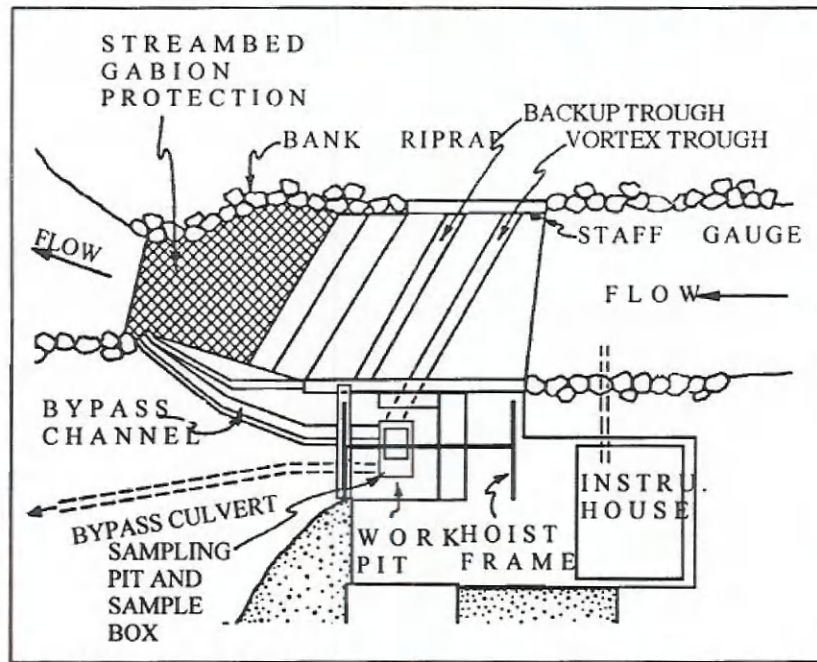 STREAMBED
GABION
PROTECTION
BACKUP TROUGH
BANK RIPRAP
VORTEX TROUGH
FLOW
STAFF GAUGE
FLOW
BYPASS
CHANNEL
INSTRU.
HOUSE
BYPASS CULVERT
WORK
PIT
HOIST
FRAME
SAMPLING
PIT AND
SAMPLE
BOX